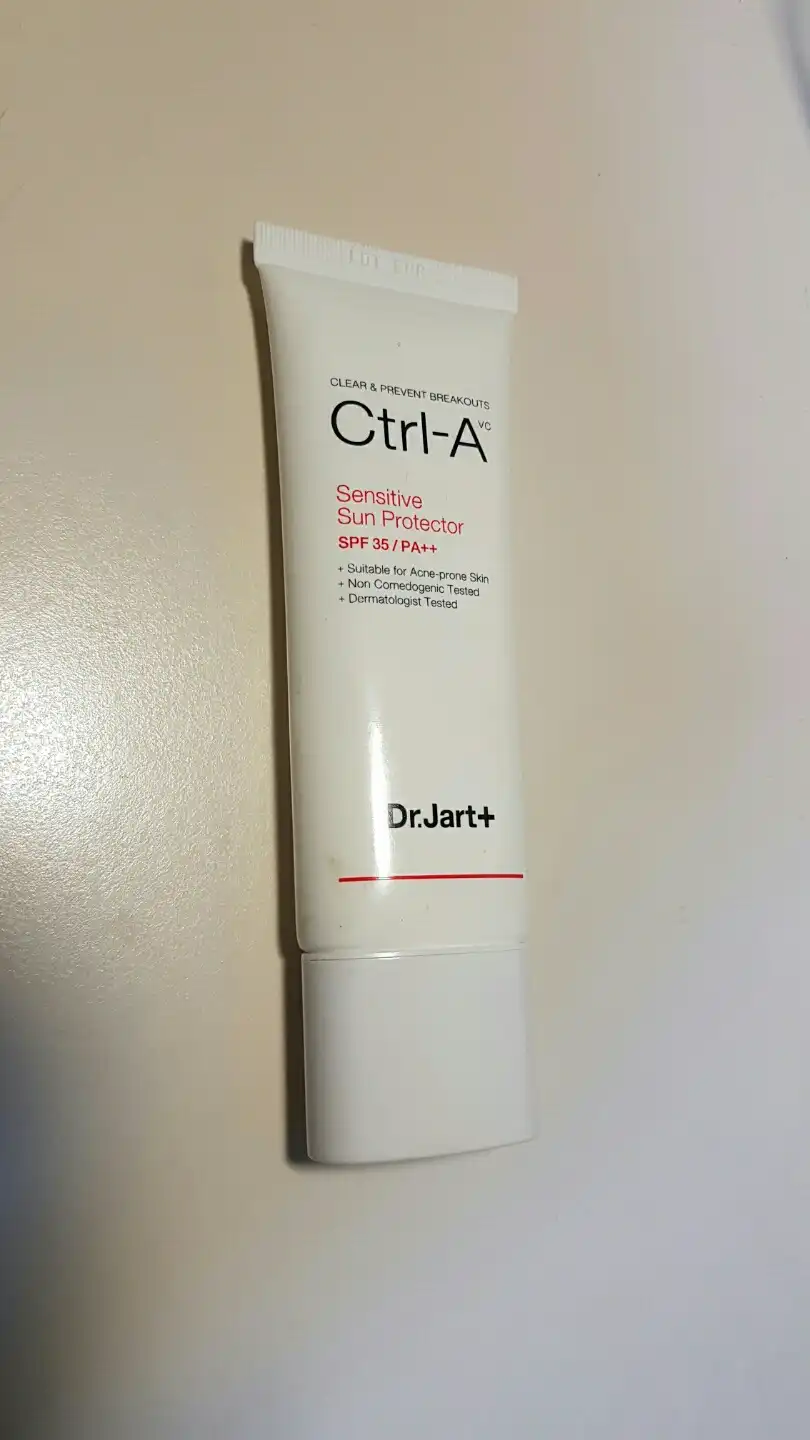 CLEAR & PREVENT BREAKOUTS
Ctrl-A VC
Sensitive
Sun Protector
SPF 35 / PA++
+ Suitable for Acne-prone Skin
+ Non Comedogenic Tested
+ Dermatologist Tested
Dr.Jart+